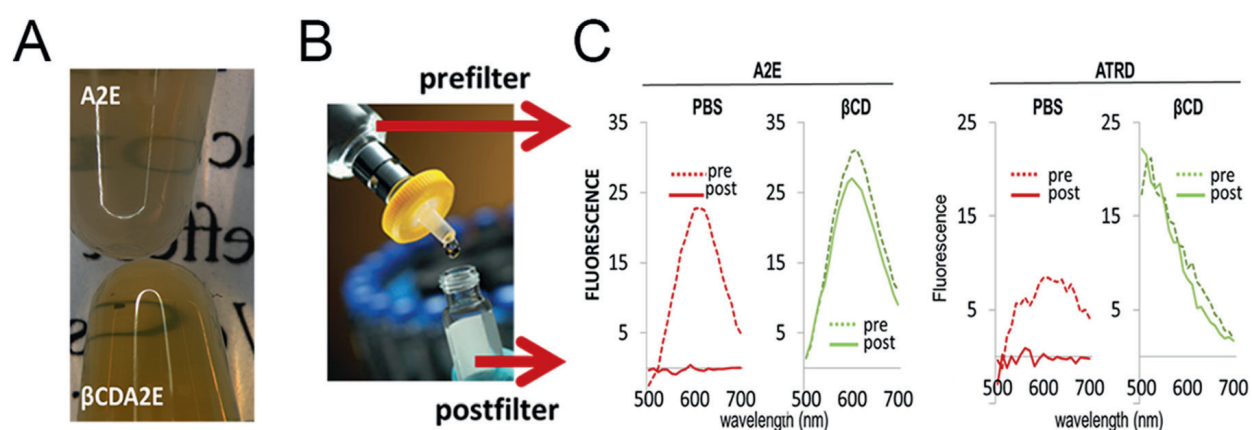 A
B
C
A2E
βCDA2E
prefilter
postfilter
A2E
PBS
βCD
35
25
15
5
FLUORESCENCE
pre
post
500
600
700
35
25
15
5
pre
post
500
600
700
wavelength (nm)
ATRD
PBS
βCD
25
15
5
Fluorescence
pre
post
500
600
700
25
15
5
pre
post
500
600
700
wavelength (nm)